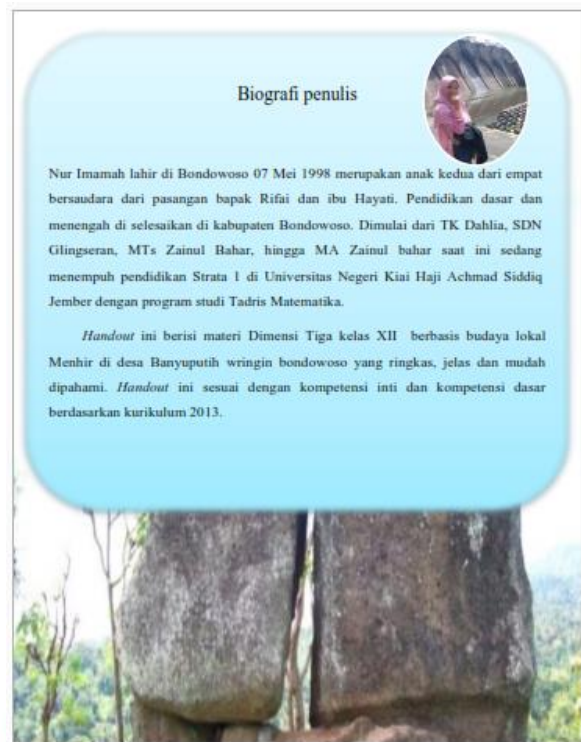 Biografi penulis
Nur Imamah lahir di Bondowoso 07 Mei 1998 merupakan anak kedua dari empat
bersaudara dari pasangan bapak Rifai dan ibu Hayati. Pendidikan dasar dan
menengah di selesaikan di kabupaten Bondowoso. Dimulai dari TK Dahlia, SDN
Glingseran, MTs Zainul Bahar, hingga MA Zainul bahar saat ini sedang
menempuh pendidikan Strata 1 di Universitas Negeri Kiai Haji Achmad Siddiq
Jember dengan program studi Tadris Matematika.
Handout ini berisi materi Dimensi Tiga kelas XII berbasis budaya lokal
Menhir di desa Banyuputih wringin bondowoso yang ringkas, jelas dan mudah
dipahami. Handout ini sesuai dengan kompetensi inti dan kompetensi dasar
berdasarkan kurikulum 2013.